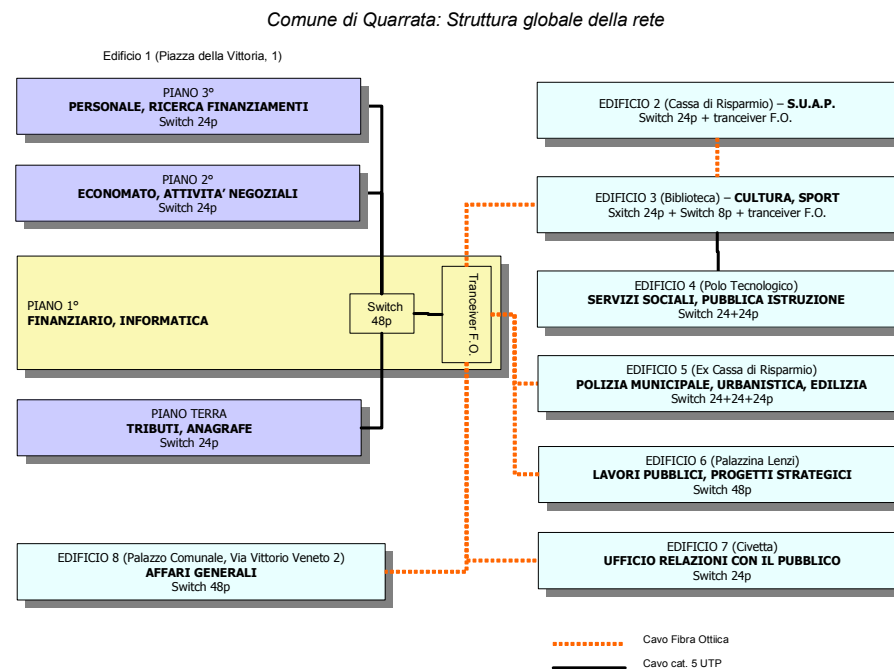 Comune di Quarrata: Struttura globale della rete
Edificio 1 (Piazza della Vittoria, 1)
PIANO 3°
PERSONALE, RICERCA FINANZIAMENTI
Switch 24p
PIANO 2°
ECONOMATO, ATTIVITA’ NEGOZIALI
Switch 24p
PIANO 1°
FINANZIARIO, INFORMATICA
Switch
48p
Tranceiver F.O.
PIANO TERRA
TRIBUTI, ANAGRAFE
Switch 24p
EDIFICIO 8 (Palazzo Comunale, Via Vittorio Veneto 2)
AFFARI GENERALI
Switch 48p
EDIFICIO 2 (Cassa di Risparmio) – S.U.A.P.
Switch 24p + tranceiver F.O.
EDIFICIO 3 (Biblioteca) – CULTURA, SPORT
Sxitch 24p + Switch 8p + tranceiver F.O.
EDIFICIO 4 (Polo Tecnologico)
SERVIZI SOCIALI, PUBBLICA ISTRUZIONE
Switch 24+24p
EDIFICIO 5 (Ex Cassa di Risparmio)
POLIZIA MUNICIPALE, URBANISTICA, EDILIZIA
Switch 24+24+24p
EDIFICIO 6 (Palazzina Lenzi)
LAVORI PUBBLICI, PROGETTI STRATEGICI
Switch 48p
EDIFICIO 7 (Civetta)
UFFICIO RELAZIONI CON IL PUBBLICO
Switch 24p
Cavo Fibra Ottiica
Cavo cat. 5 UTP